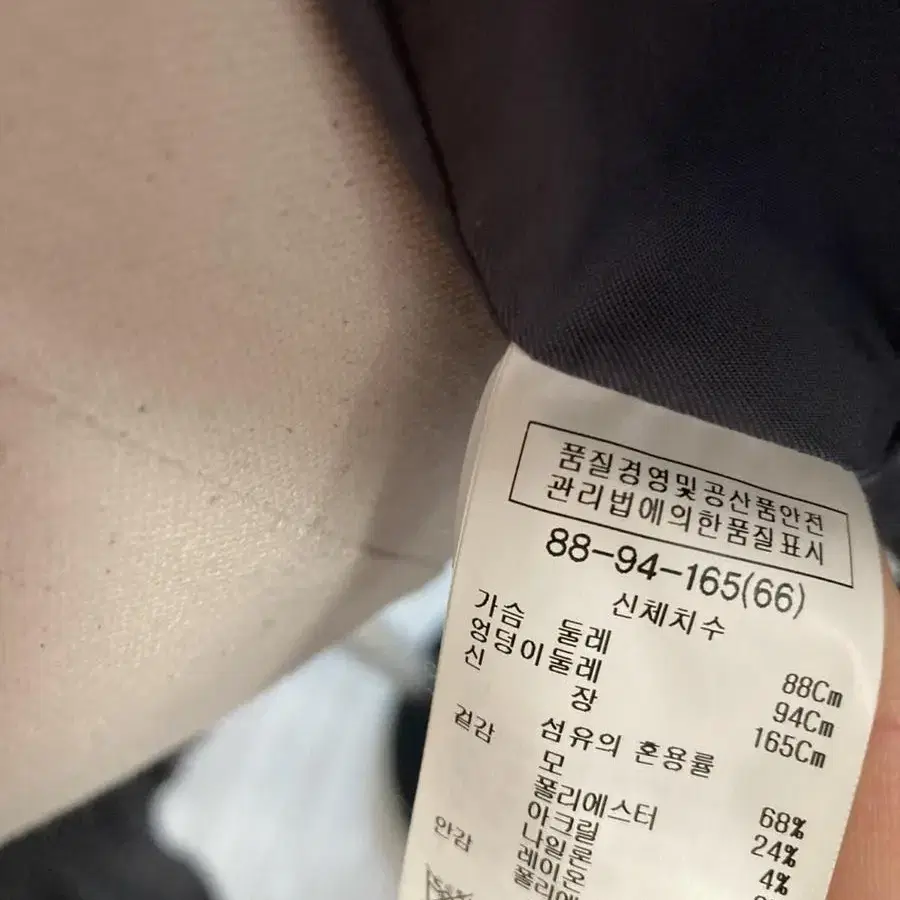 품질경영및공산품안전
관리법에의한품질표시
88-94-165(66)
신체치수
가슴 둘레 88Cm
엉덩이둘레 94Cm
신 장 165Cm
섬유의 혼용률
겉감 모 68%
폴리에스터 24%
아크릴 4%
나일론
안감 레이온